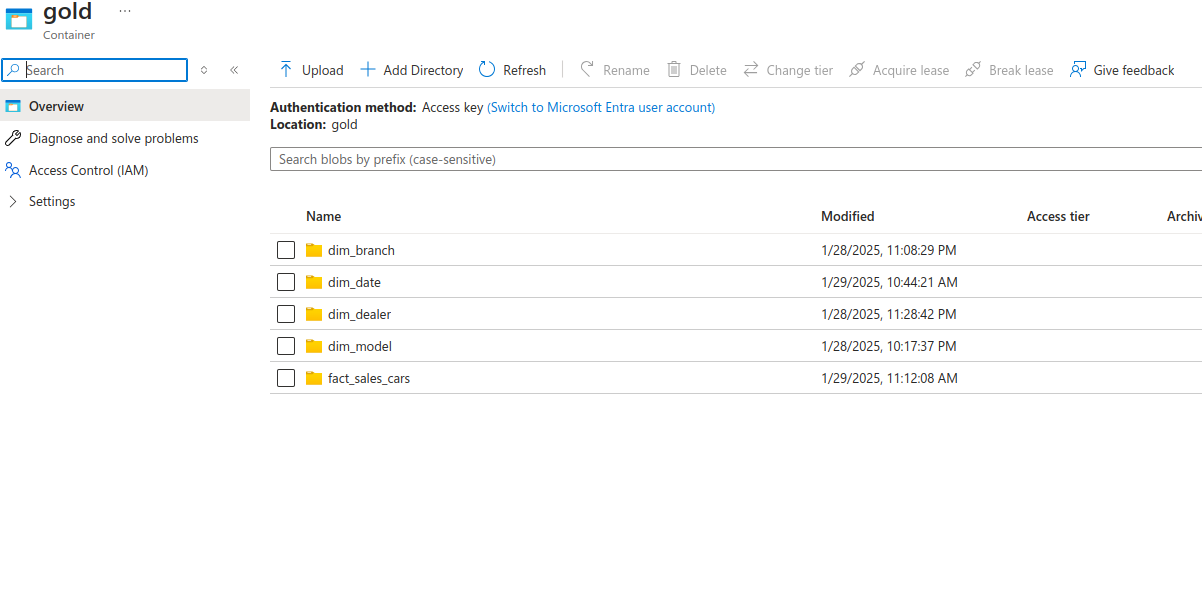 gold
...
Container
Search
Upload
Add Directory
Refresh
Rename
Delete
Change tier
Acquire lease
Break lease
Give feedback
Overview
Diagnose and solve problems
Access Control (IAM)
Settings
Authentication method: Access key (Switch to Microsoft Entra user account)
Location: gold
Search blobs by prefix (case-sensitive)
Name Modified Access tier Archiv
dim_branch 1/28/2025, 11:08:29 PM
dim_date 1/29/2025, 10:44:21 AM
dim_dealer 1/28/2025, 11:28:42 PM
dim_model 1/28/2025, 10:17:37 PM
fact_sales_cars 1/29/2025, 11:12:08 AM